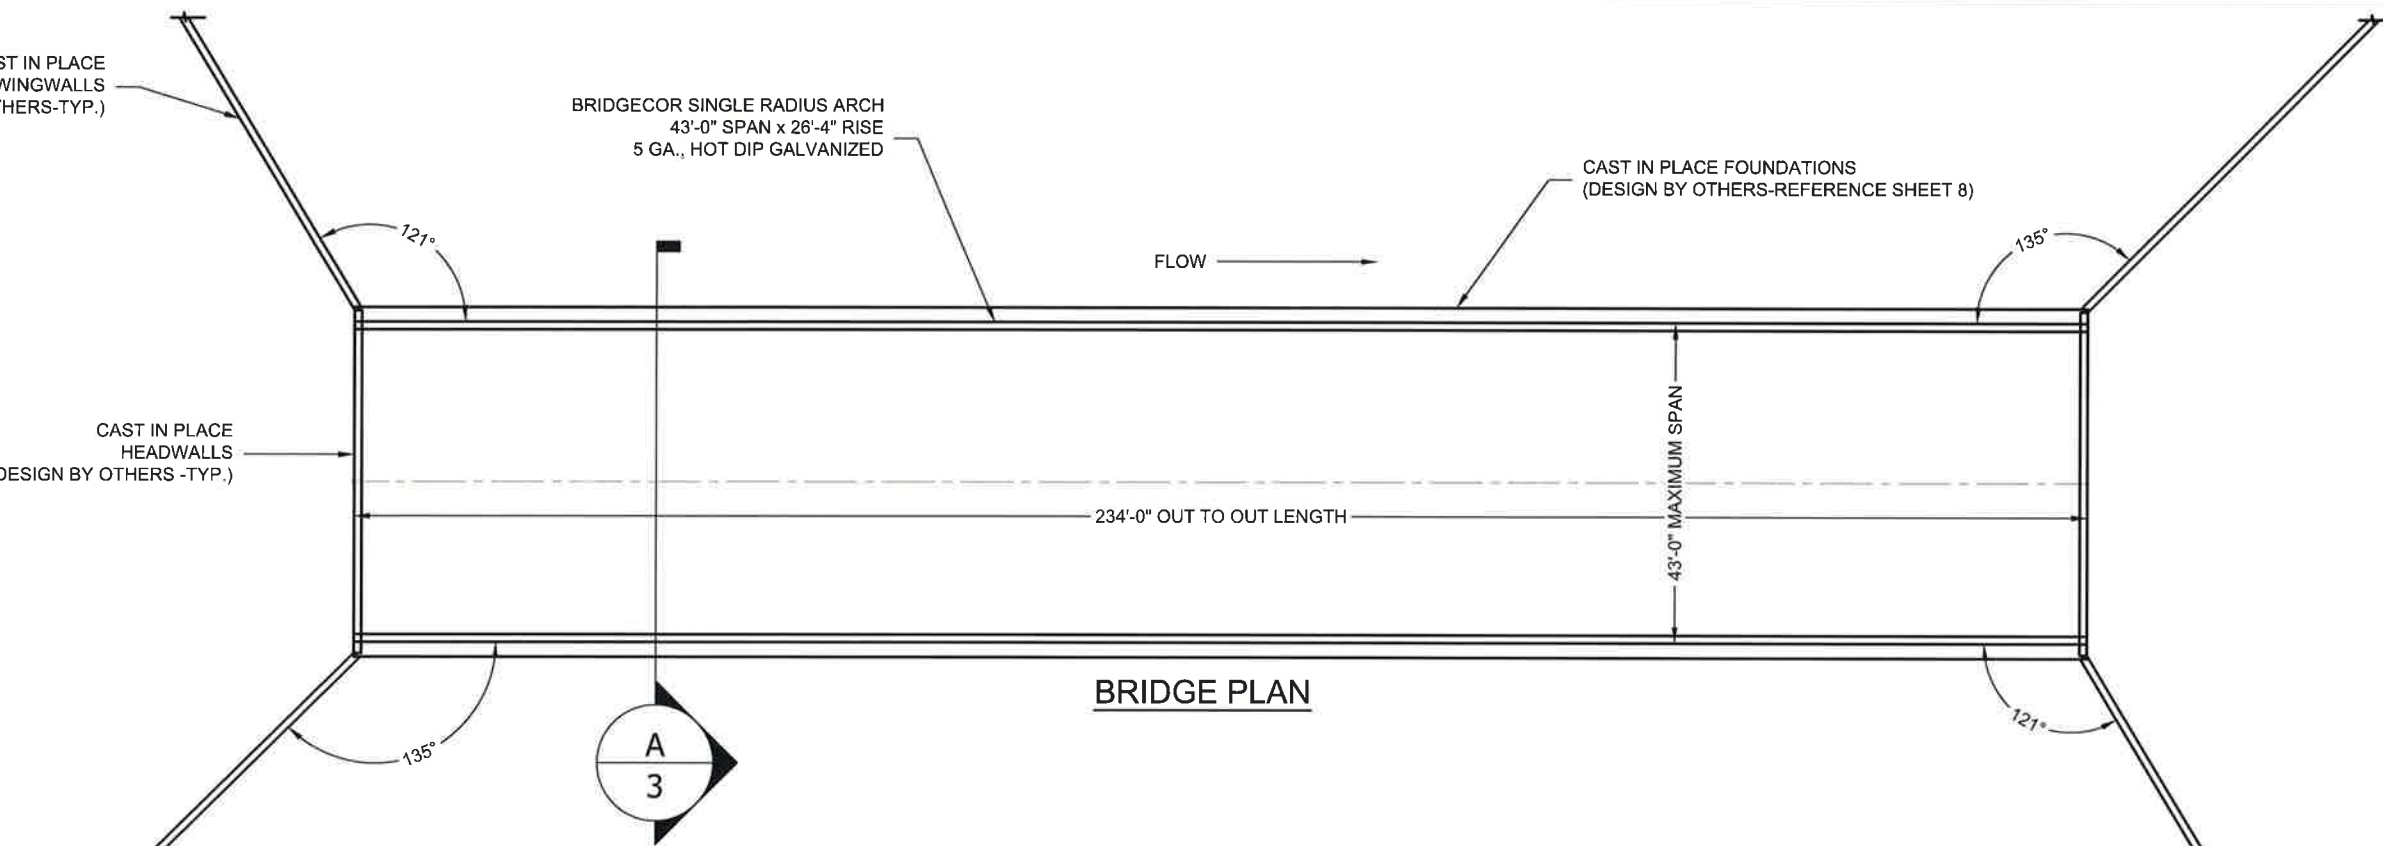 ST IN PLACE
WINGWALLS
HERS-TYP.)
BRIDGECOR SINGLE RADIUS ARCH
43'-0" SPAN x 26'-4" RISE
5 GA., HOT DIP GALVANIZED
CAST IN PLACE FOUNDATIONS
(DESIGN BY OTHERS-REFERENCE SHEET 8)
121°
135°
FLOW
43'-0" MAXIMUM SPAN
CAST IN PLACE
HEADWALLS
DESIGN BY OTHERS -TYP.)
234'-0" OUT TO OUT LENGTH
BRIDGE PLAN
135°
121°
A
3